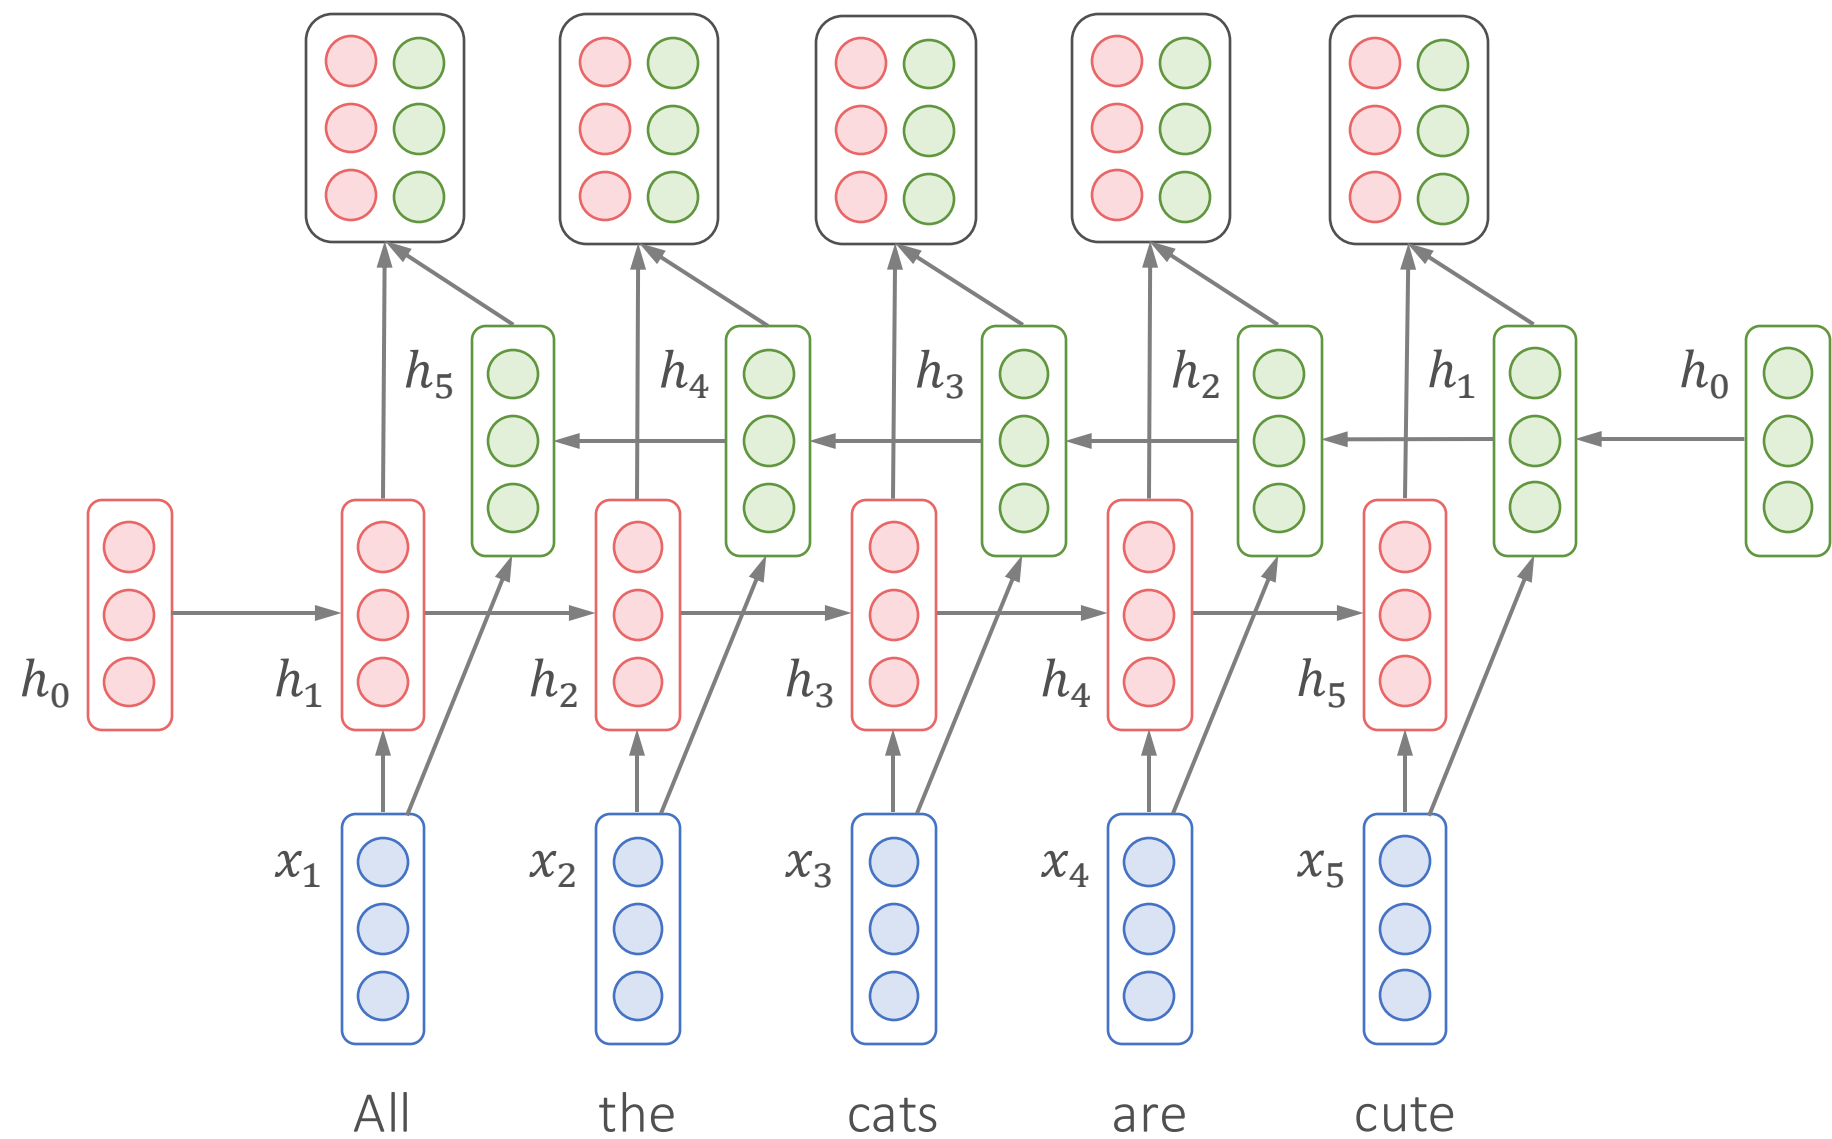 h₅ h₄ h₃ h₂ h₁ h₀
h₀ h₁ h₂ h₃ h₄ h₅
x₁ x₂ x₃ x₄ x₅
All the cats are cute